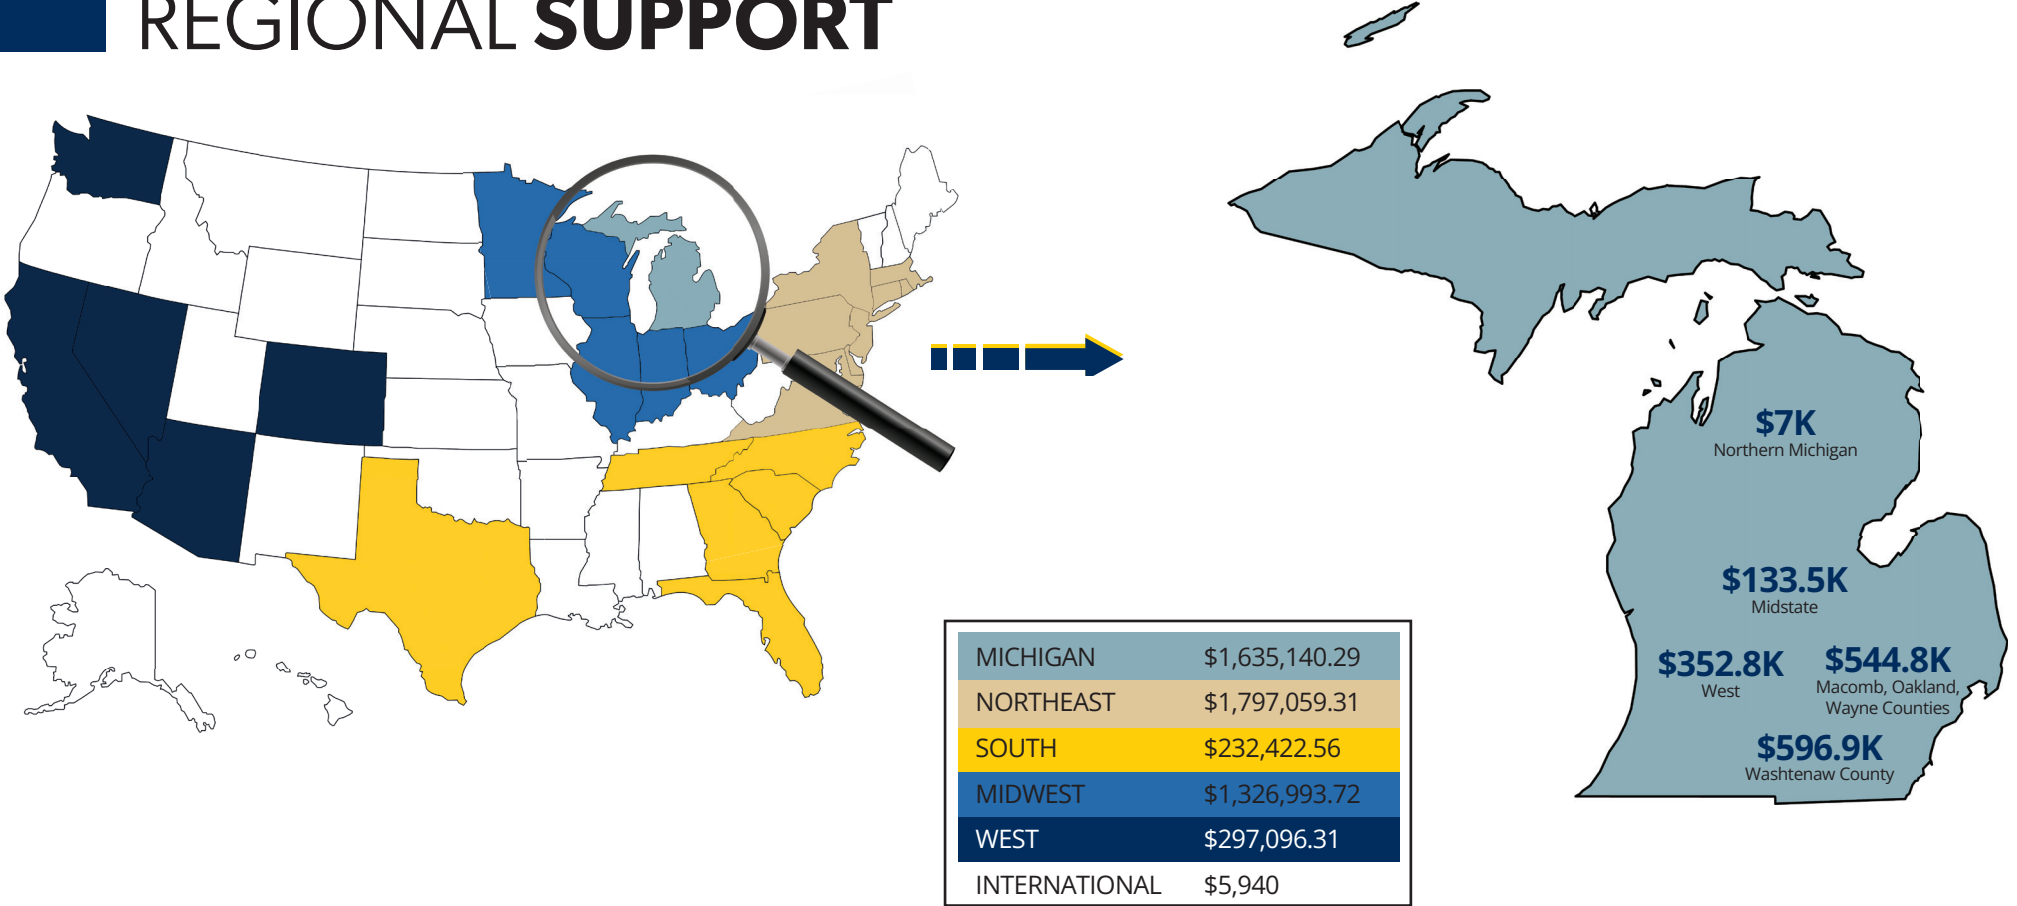 REGIONAL SUPPORT
$7K
Northern Michigan
$133.5K
Midstate
$352.8K
West
$544.8K
Macomb, Oakland,
Wayne Counties
$596.9K
Washtenaw County
MICHIGAN $1,635,140.29
NORTHEAST $1,797,059.31
SOUTH $232,422.56
MIDWEST $1,326,993.72
WEST $297,096.31
INTERNATIONAL $5,940